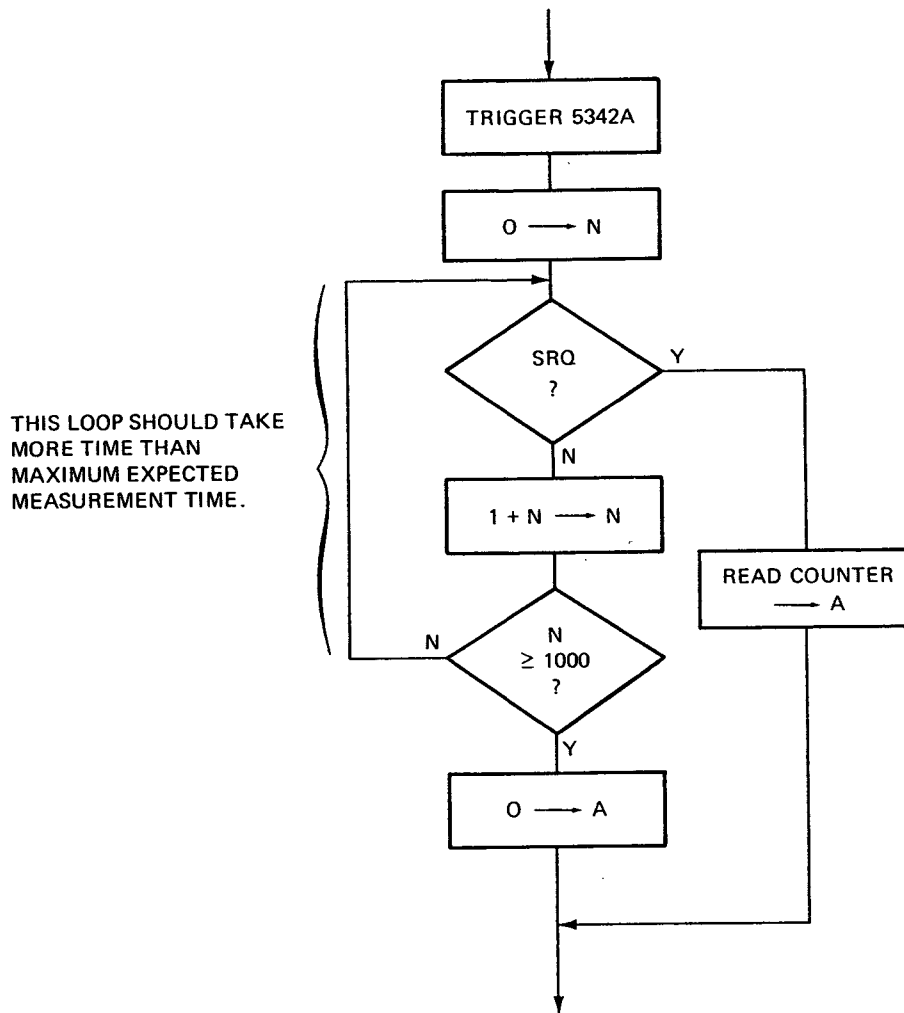 TRIGGER 5342A
O → N
SRQ
?
Y
N
THIS LOOP SHOULD TAKE
MORE TIME THAN
MAXIMUM EXPECTED
MEASUREMENT TIME.
1 + N → N
READ COUNTER
→ A
N
N
≥ 1000
?
Y
O → A